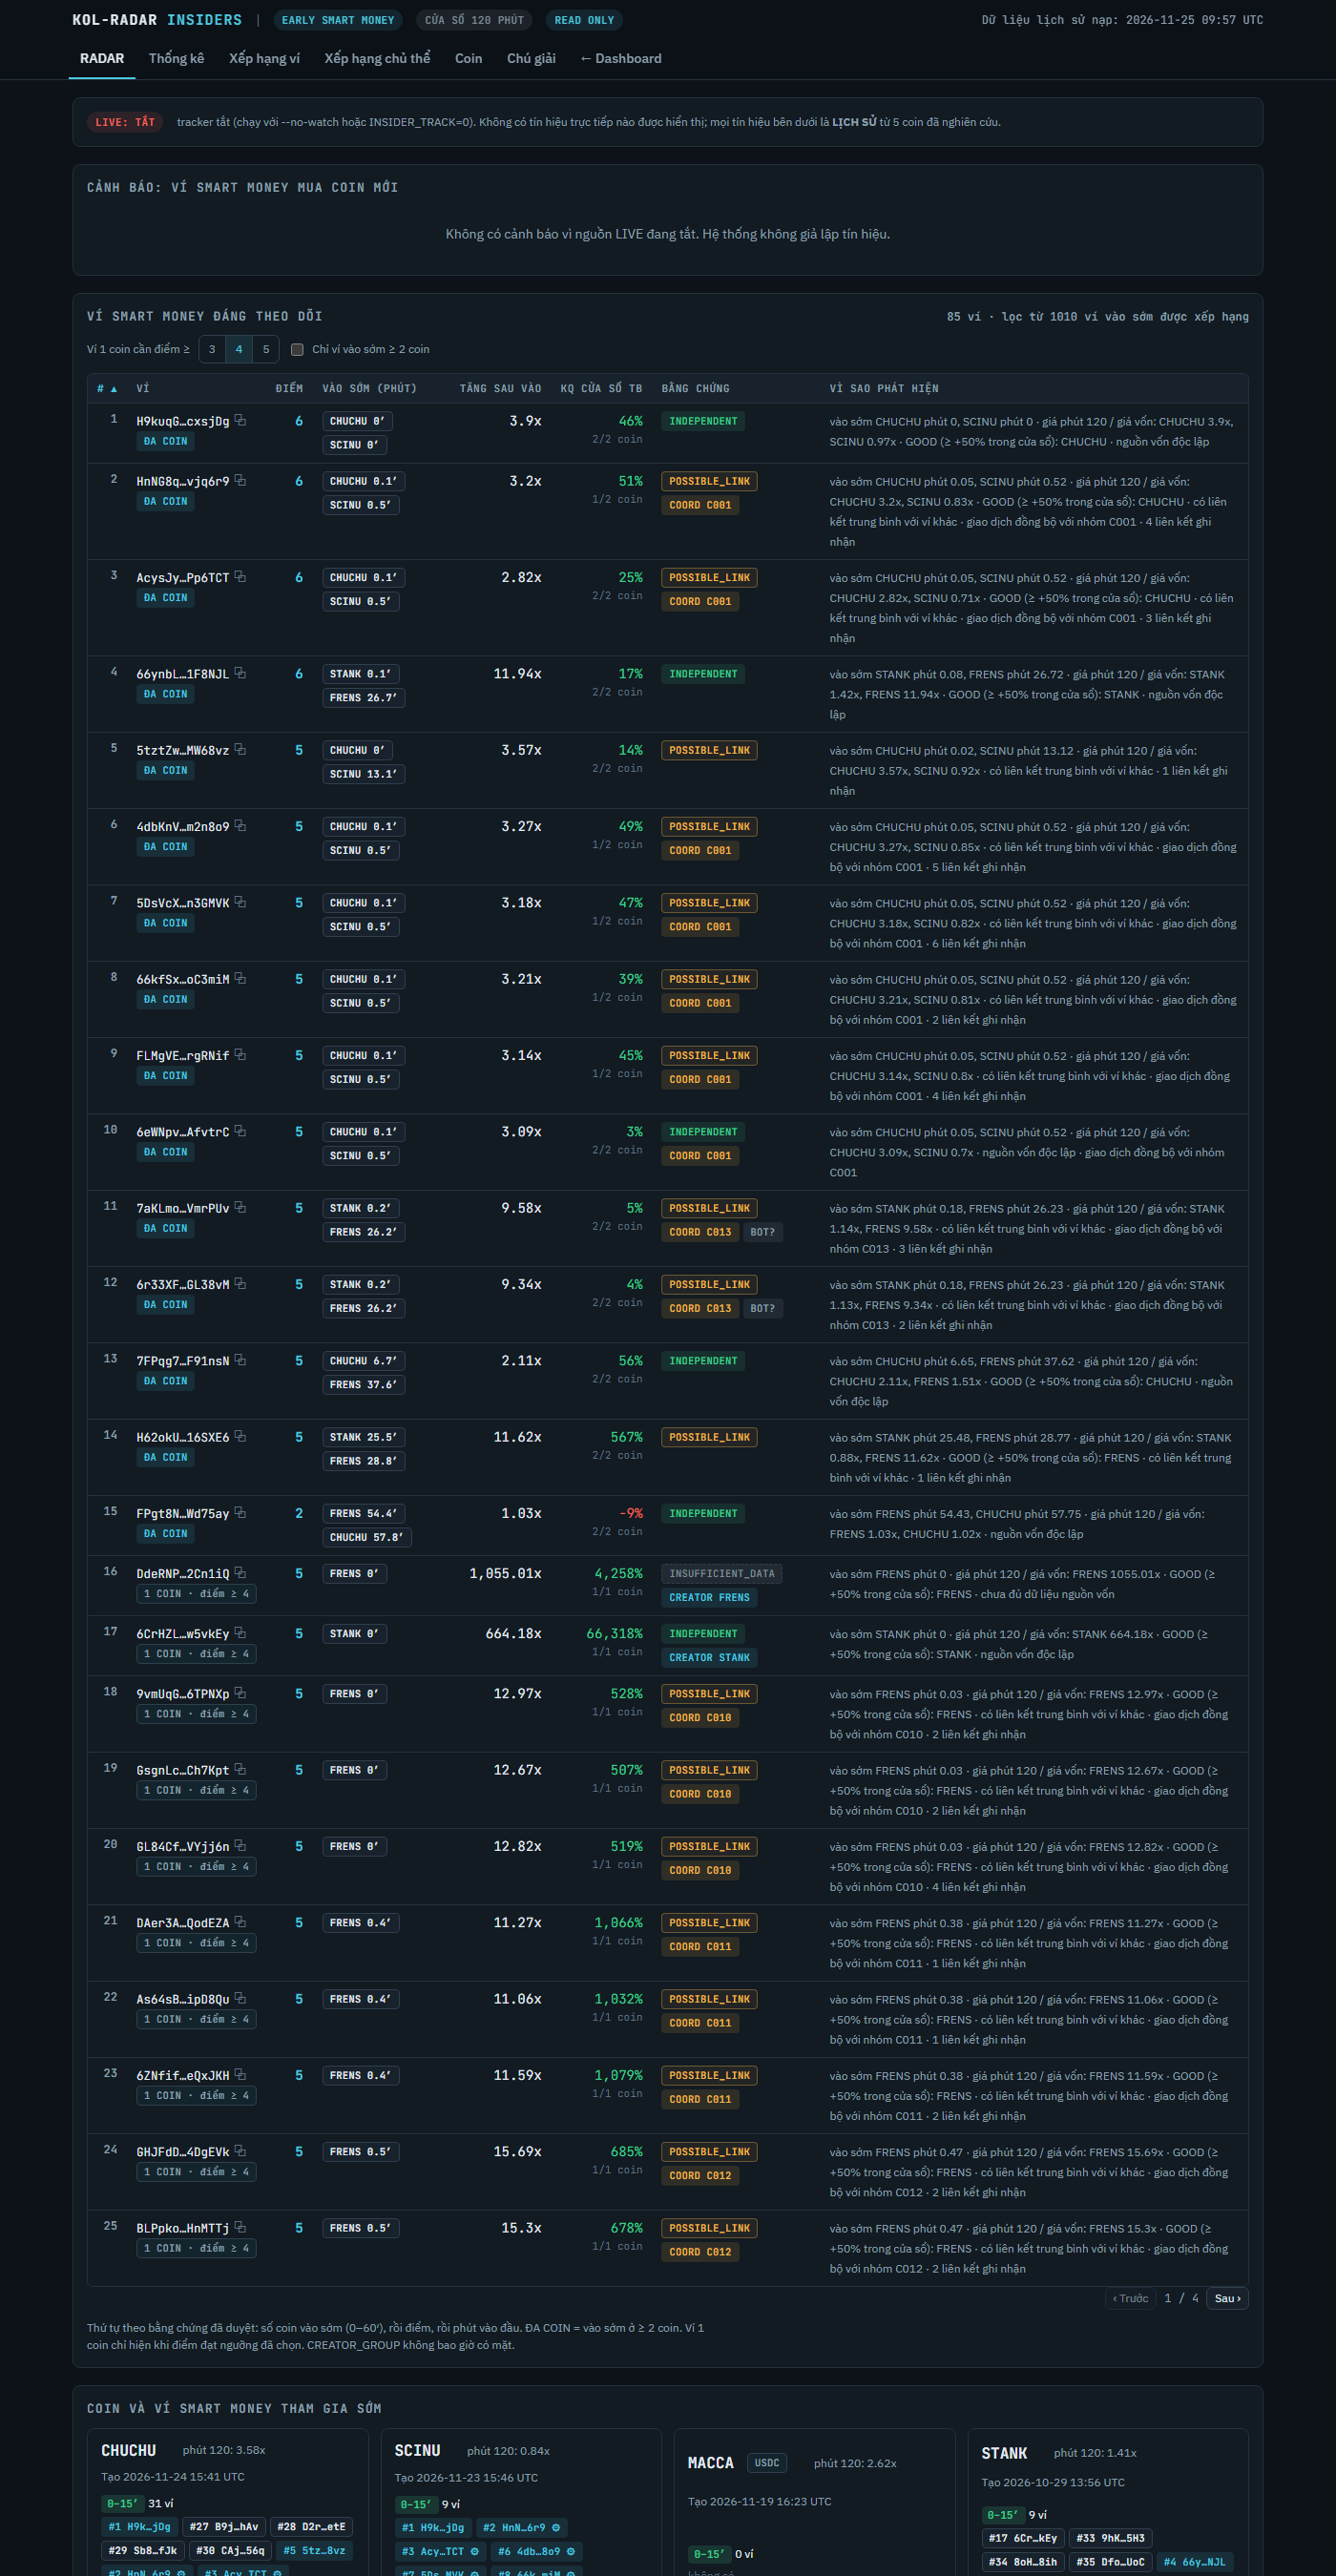 KOL-RADAR INSIDERS | EARLY SMART MONEY CỬA SỔ 120 PHÚT READ ONLY Dữ liệu lịch sử nạp: 2026-11-25 09:57 UTC
RADAR Thống kê Xếp hạng ví Xếp hạng chủ thể Coin Chú giải ← Dashboard
LIVE: TẮT tracker tắt (chạy với --no-watch hoặc INSIDER_TRACK=0). Không có tín hiệu trực tiếp nào được hiển thị; mọi tín hiệu bên dưới là LỊCH SỬ từ 5 coin đã nghiên cứu.
CẢNH BÁO: VÍ SMART MONEY MUA COIN MỚI
Không có cảnh báo vì nguồn LIVE đang tắt. Hệ thống không giả lập tín hiệu.
VÍ SMART MONEY ĐANG THEO DÕI 85 ví · lọc từ 1010 ví vào sớm được xếp hạng
Ví 1 coin cần điểm ≥ 3 4 5 Chỉ ví vào sớm ≥ 2 coin
# ▲ VÍ ĐIỂM VÀO SỚM (PHÚT) TĂNG SAU VÀO KQ CỬA SỔ TB BẰNG CHỨNG VÌ SAO PHÁT HIỆN
1 H9kuqG…cxsjDg 6 CHUCHU 0′ 3.9x 46% INDEPENDENT vào sớm CHUCHU phút 0, SCINU phút 0 · giá phút 120 / giá vốn: CHUCHU 3.9x,
ĐA COIN SCINU 0′ 2/2 coin SCINU 0.97x · GOOD (≥ +50% trong cửa sổ): CHUCHU · nguồn vốn độc lập
2 HnNG8q…vjq6r9 6 CHUCHU 0.1′ 3.2x 51% POSSIBLE_LINK vào sớm CHUCHU phút 0.05, SCINU phút 0.52 · giá phút 120 / giá vốn:
ĐA COIN SCINU 0.5′ 1/2 coin COORD C001 CHUCHU 3.2x, SCINU 0.83x · GOOD (≥ +50% trong cửa sổ): CHUCHU · có liên
kết trung bình với ví khác · giao dịch đồng bộ với nhóm C001 · 4 liên kết ghi
nhận
3 AcysJy…Pp6TCT 6 CHUCHU 0.1′ 2.82x 25% POSSIBLE_LINK vào sớm CHUCHU phút 0.05, SCINU phút 0.52 · giá phút 120 / giá vốn:
ĐA COIN SCINU 0.5′ 2/2 coin COORD C001 CHUCHU 2.82x, SCINU 0.71x · GOOD (≥ +50% trong cửa sổ): CHUCHU · có liên
kết trung bình với ví khác · giao dịch đồng bộ với nhóm C001 · 3 liên kết ghi
nhận
4 66ynbL…1F8NJL 6 STANK 0.1′ 11.94x 17% INDEPENDENT vào sớm STANK phút 0.08, FRENS phút 26.72 · giá phút 120 / giá vốn: STANK
ĐA COIN FRENS 26.7′ 2/2 coin 1.42x, FRENS 11.94x · GOOD (≥ +50% trong cửa sổ): STANK · nguồn vốn độc
lập
5 5tztZw…MW68vz 5 CHUCHU 0′ 3.57x 14% POSSIBLE_LINK vào sớm CHUCHU phút 0.02, SCINU phút 13.12 · giá phút 120 / giá vốn:
ĐA COIN SCINU 13.1′ 2/2 coin CHUCHU 3.57x, SCINU 0.92x · có liên kết trung bình với ví khác · 1 liên kết ghi
nhận
6 4dbKnV…m2n8o9 5 CHUCHU 0.1′ 3.27x 49% POSSIBLE_LINK vào sớm CHUCHU phút 0.05, SCINU phút 0.52 · giá phút 120 / giá vốn:
ĐA COIN SCINU 0.5′ 1/2 coin COORD C001 CHUCHU 3.27x, SCINU 0.85x · có liên kết trung bình với ví khác · giao dịch đồng
bộ với nhóm C001 · 5 liên kết ghi nhận
7 5DsVcX…n3GMVK 5 CHUCHU 0.1′ 3.18x 47% POSSIBLE_LINK vào sớm CHUCHU phút 0.05, SCINU phút 0.52 · giá phút 120 / giá vốn:
ĐA COIN SCINU 0.5′ 1/2 coin COORD C001 CHUCHU 3.18x, SCINU 0.82x · có liên kết trung bình với ví khác · giao dịch đồng
bộ với nhóm C001 · 6 liên kết ghi nhận
8 66kfSx…oC3miM 5 CHUCHU 0.1′ 3.21x 39% POSSIBLE_LINK vào sớm CHUCHU phút 0.05, SCINU phút 0.52 · giá phút 120 / giá vốn:
ĐA COIN SCINU 0.5′ 1/2 coin COORD C001 CHUCHU 3.21x, SCINU 0.81x · có liên kết trung bình với ví khác · giao dịch đồng
bộ với nhóm C001 · 2 liên kết ghi nhận
9 FLMgVE…rgRNif 5 CHUCHU 0.1′ 3.14x 45% POSSIBLE_LINK vào sớm CHUCHU phút 0.05, SCINU phút 0.52 · giá phút 120 / giá vốn:
ĐA COIN SCINU 0.5′ 1/2 coin COORD C001 CHUCHU 3.14x, SCINU 0.8x · có liên kết trung bình với ví khác · giao dịch đồng
bộ với nhóm C001 · 4 liên kết ghi nhận
10 6eWNpv…AfvtrC 5 CHUCHU 0.1′ 3.09x 3% INDEPENDENT vào sớm CHUCHU phút 0.05, SCINU phút 0.52 · giá phút 120 / giá vốn:
ĐA COIN SCINU 0.5′ 2/2 coin COORD C001 CHUCHU 3.09x, SCINU 0.7x · nguồn vốn độc lập · giao dịch đồng bộ với nhóm
C001
11 7aKLmo…VmrPUv 5 STANK 0.2′ 9.58x 5% POSSIBLE_LINK vào sớm STANK phút 0.18, FRENS phút 26.23 · giá phút 120 / giá vốn: STANK
ĐA COIN FRENS 26.2′ 2/2 coin COORD C013 BOT? 1.14x, FRENS 9.58x · có liên kết trung bình với ví khác · giao dịch đồng bộ với
nhóm C013 · 3 liên kết ghi nhận
12 6r33XF…GL38vM 5 STANK 0.2′ 9.34x 4% POSSIBLE_LINK vào sớm STANK phút 0.18, FRENS phút 26.23 · giá phút 120 / giá vốn: STANK
ĐA COIN FRENS 26.2′ 2/2 coin COORD C013 BOT? 1.13x, FRENS 9.34x · có liên kết trung bình với ví khác · giao dịch đồng bộ với
nhóm C013 · 2 liên kết ghi nhận
13 7FPqg7…F91nsN 5 CHUCHU 6.7′ 2.11x 56% INDEPENDENT vào sớm CHUCHU phút 6.65, FRENS phút 37.62 · giá phút 120 / giá vốn:
ĐA COIN FRENS 37.6′ 2/2 coin CHUCHU 2.11x, FRENS 1.51x · GOOD (≥ +50% trong cửa sổ): CHUCHU · nguồn
vốn độc lập
14 H62okU…16SXE6 5 STANK 25.5′ 11.62x 567% POSSIBLE_LINK vào sớm STANK phút 25.48, FRENS phút 28.77 · giá phút 120 / giá vốn: STANK
ĐA COIN FRENS 28.8′ 2/2 coin 0.88x, FRENS 11.62x · GOOD (≥ +50% trong cửa sổ): FRENS · có liên kết trung
bình với ví khác · 1 liên kết ghi nhận
15 FPgt8N…Wd75ay 2 FRENS 54.4′ 1.03x -9% INDEPENDENT vào sớm FRENS phút 54.43, CHUCHU phút 57.75 · giá phút 120 / giá vốn:
ĐA COIN CHUCHU 57.8′ 2/2 coin FRENS 1.03x, CHUCHU 1.02x · nguồn vốn độc lập
16 DdeRNP…2Cn1iQ 5 FRENS 0′ 1,055.01x 4,258% INSUFFICIENT_DATA vào sớm FRENS phút 0 · giá phút 120 / giá vốn: FRENS 1055.01x · GOOD (≥
1 COIN · điểm ≥ 4 1/1 coin CREATOR FRENS +50% trong cửa sổ): FRENS · chưa đủ dữ liệu nguồn vốn
17 6CrHZL…w5vkEy 5 STANK 0′ 664.18x 66,318% INDEPENDENT vào sớm STANK phút 0 · giá phút 120 / giá vốn: STANK 664.18x · GOOD (≥
1 COIN · điểm ≥ 4 1/1 coin CREATOR STANK +50% trong cửa sổ): STANK · nguồn vốn độc lập
18 9vmUqG…6TPNXp 5 FRENS 0′ 12.97x 528% POSSIBLE_LINK vào sớm FRENS phút 0.03 · giá phút 120 / giá vốn: FRENS 12.97x · GOOD (≥
1 COIN · điểm ≥ 4 1/1 coin COORD C010 +50% trong cửa sổ): FRENS · có liên kết trung bình với ví khác · giao dịch đồng
bộ với nhóm C010 · 2 liên kết ghi nhận
19 GsgnLc…Ch7Kpt 5 FRENS 0′ 12.67x 507% POSSIBLE_LINK vào sớm FRENS phút 0.03 · giá phút 120 / giá vốn: FRENS 12.67x · GOOD (≥
1 COIN · điểm ≥ 4 1/1 coin COORD C010 +50% trong cửa sổ): FRENS · có liên kết trung bình với ví khác · giao dịch đồng
bộ với nhóm C010 · 2 liên kết ghi nhận
20 GL84Cf…VYjj6n 5 FRENS 0′ 12.82x 519% POSSIBLE_LINK vào sớm FRENS phút 0.03 · giá phút 120 / giá vốn: FRENS 12.82x · GOOD (≥
1 COIN · điểm ≥ 4 1/1 coin COORD C010 +50% trong cửa sổ): FRENS · có liên kết trung bình với ví khác · giao dịch đồng
bộ với nhóm C010 · 4 liên kết ghi nhận
21 DAer3A…QodEZA 5 FRENS 0.4′ 11.27x 1,066% POSSIBLE_LINK vào sớm FRENS phút 0.38 · giá phút 120 / giá vốn: FRENS 11.27x · GOOD (≥
1 COIN · điểm ≥ 4 1/1 coin COORD C011 +50% trong cửa sổ): FRENS · có liên kết trung bình với ví khác · giao dịch đồng
bộ với nhóm C011 · 1 liên kết ghi nhận
22 As64sB…ipD8Qu 5 FRENS 0.4′ 11.06x 1,032% POSSIBLE_LINK vào sớm FRENS phút 0.38 · giá phút 120 / giá vốn: FRENS 11.06x · GOOD (≥
1 COIN · điểm ≥ 4 1/1 coin COORD C011 +50% trong cửa sổ): FRENS · có liên kết trung bình với ví khác · giao dịch đồng
bộ với nhóm C011 · 1 liên kết ghi nhận
23 6ZNfif…eQxJKH 5 FRENS 0.4′ 11.59x 1,079% POSSIBLE_LINK vào sớm FRENS phút 0.38 · giá phút 120 / giá vốn: FRENS 11.59x · GOOD (≥
1 COIN · điểm ≥ 4 1/1 coin COORD C011 +50% trong cửa sổ): FRENS · có liên kết trung bình với ví khác · giao dịch đồng
bộ với nhóm C011 · 2 liên kết ghi nhận
24 GHJFdD…4DgEVk 5 FRENS 0.5′ 15.69x 685% POSSIBLE_LINK vào sớm FRENS phút 0.47 · giá phút 120 / giá vốn: FRENS 15.69x · GOOD (≥
1 COIN · điểm ≥ 4 1/1 coin COORD C012 +50% trong cửa sổ): FRENS · có liên kết trung bình với ví khác · giao dịch đồng
bộ với nhóm C012 · 2 liên kết ghi nhận
25 BLPpko…HnMTTj 5 FRENS 0.5′ 15.3x 678% POSSIBLE_LINK vào sớm FRENS phút 0.47 · giá phút 120 / giá vốn: FRENS 15.3x · GOOD (≥
1 COIN · điểm ≥ 4 1/1 coin COORD C012 +50% trong cửa sổ): FRENS · có liên kết trung bình với ví khác · giao dịch đồng
bộ với nhóm C012 · 2 liên kết ghi nhận
‹ Trước 1 / 4 Sau ›
Thứ tự theo bằng chứng đã duyệt: số coin vào sớm (0–60′), rồi điểm, rồi phút vào đầu. ĐA COIN = vào sớm ở ≥ 2 coin. Ví 1
coin chỉ hiện khi điểm đạt ngưỡng đã chọn. CREATOR_GROUP không bao giờ có mặt.
COIN VÀ VÍ SMART MONEY THAM GIA SỚM
CHUCHU phút 120: 3.58x
Tạo 2026-11-24 15:41 UTC
0–15′ 31 ví
#1 H9k…jDg #27 B9j…hAv #28 D2r…etE
#29 Sb8…fJk #30 CAj…56q #5 5tz…8vz
#2 HnN…6r9 ⚙ #3 Acy…TCT ⚙
SCINU phút 120: 0.84x
Tạo 2026-11-23 15:46 UTC
0–15′ 9 ví
#1 H9k…jDg #2 HnN…6r9 ⚙
#3 Acy…TCT ⚙ #6 4db…8o9 ⚙
#7 5Ds…MVK ⚙ #8 66k…miM ⚙
MACCA USDC phút 120: 2.62x
Tạo 2026-11-19 16:23 UTC
0–15′ 0 ví
không có
STANK phút 120: 1.41x
Tạo 2026-10-29 13:56 UTC
0–15′ 9 ví
#17 6Cr…kEy #33 9hK…5H3
#34 8oH…8ih #35 Dfo…UoC #4 66y…NJL